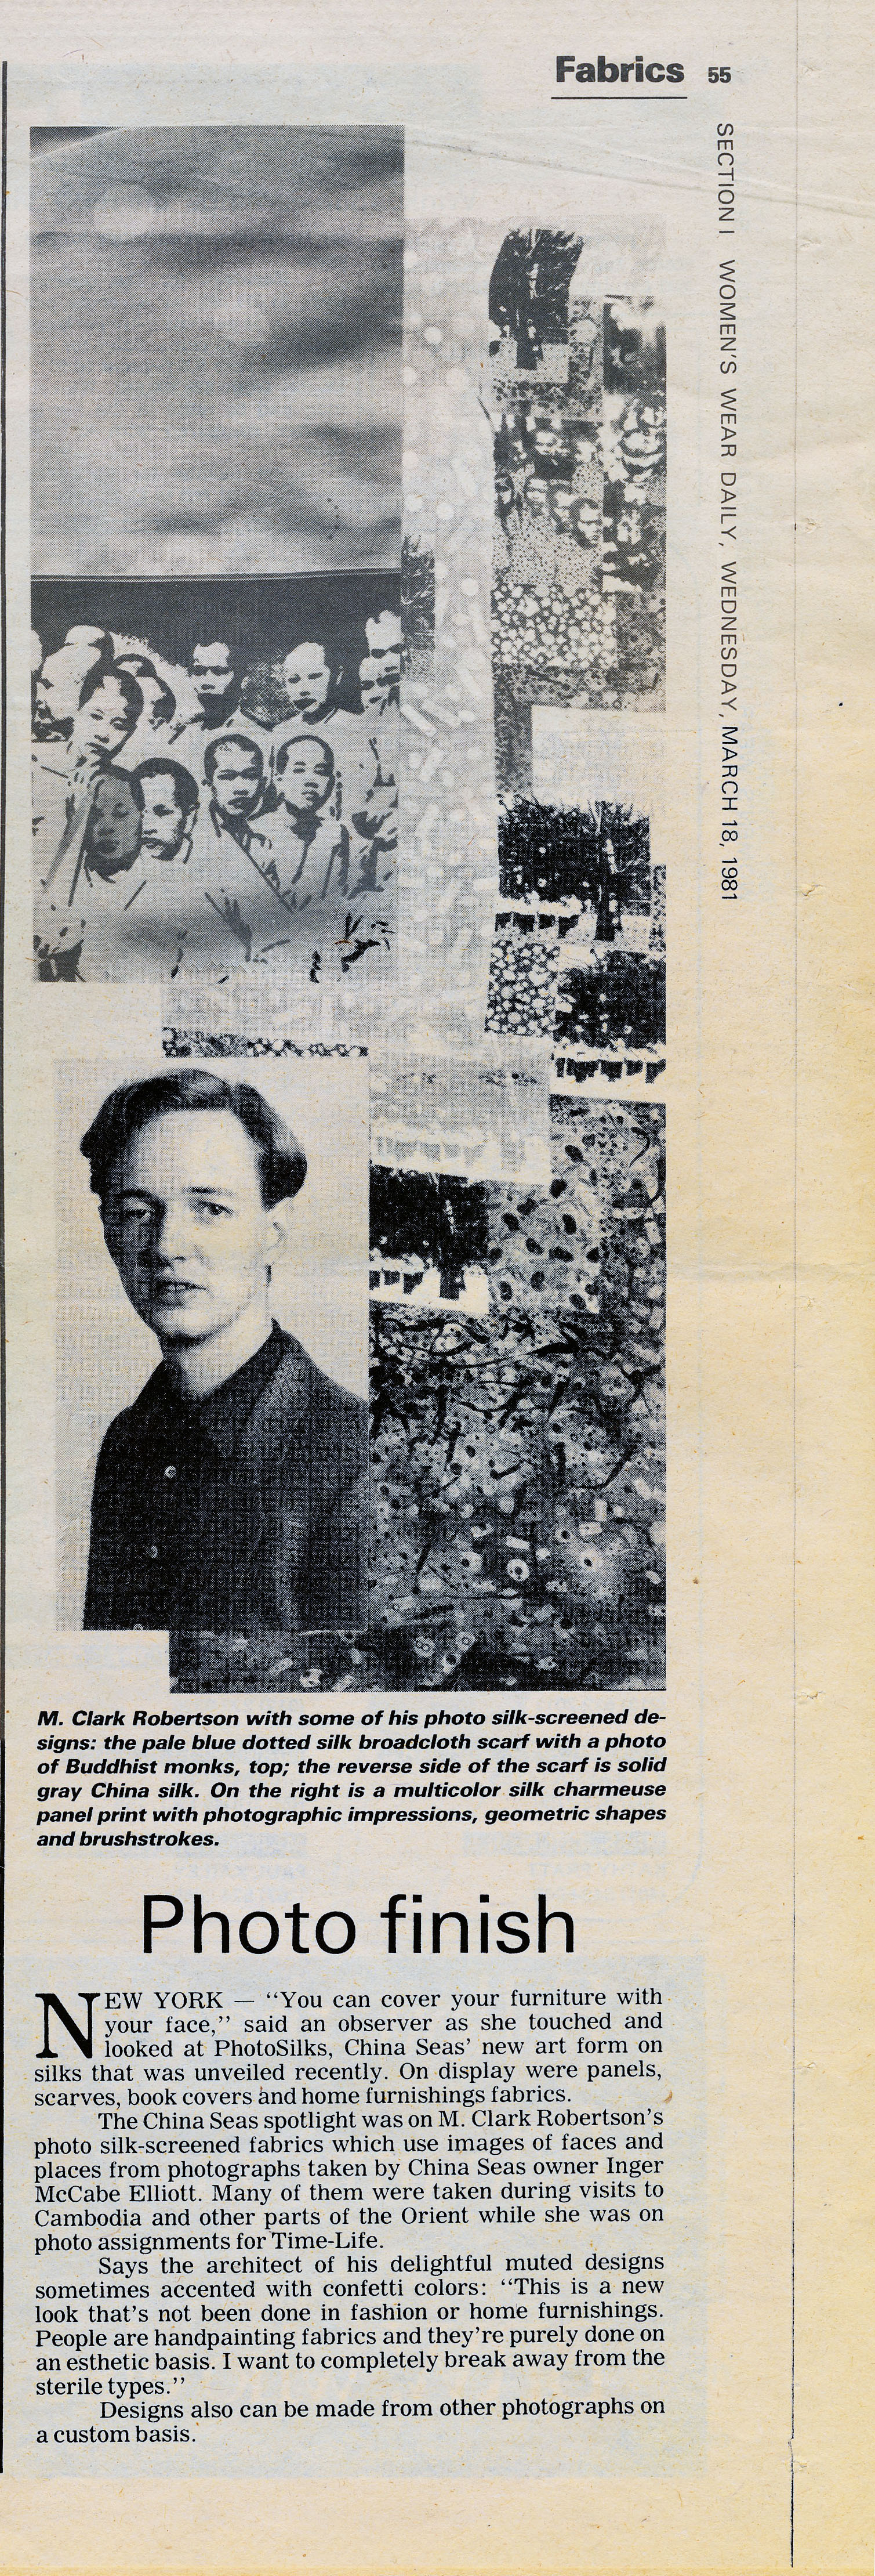 Fabrics 55
SECTION I WOMEN'S WEAR DAILY, WEDNESDAY, MARCH 18, 1981
M. Clark Robertson with some of his photo silk-screened de-
signs: the pale blue dotted silk broadcloth scarf with a photo
of Buddhist monks, top; the reverse side of the scarf is solid
gray China silk. On the right is a multicolor silk charmeuse
panel print with photographic impressions, geometric shapes
and brushstrokes.
Photo finish
NEW YORK — “You can cover your furniture with
your face,” said an observer as she touched and
looked at PhotoSilks, China Seas’ new art form on
silks that was unveiled recently. On display were panels,
scarves, book covers and home furnishings fabrics.
The China Seas spotlight was on M. Clark Robertson’s
photo silk-screened fabrics which use images of faces and
places from photographs taken by China Seas owner Inger
McCabe Elliott. Many of them were taken during visits to
Cambodia and other parts of the Orient while she was on
photo assignments for Time-Life.
Says the architect of his delightful muted designs
sometimes accented with confetti colors: “This is a new
look that’s not been done in fashion or home furnishings.
People are handpainting fabrics and they’re purely done on
an esthetic basis. I want to completely break away from the
sterile types.”
Designs also can be made from other photographs on
a custom basis.